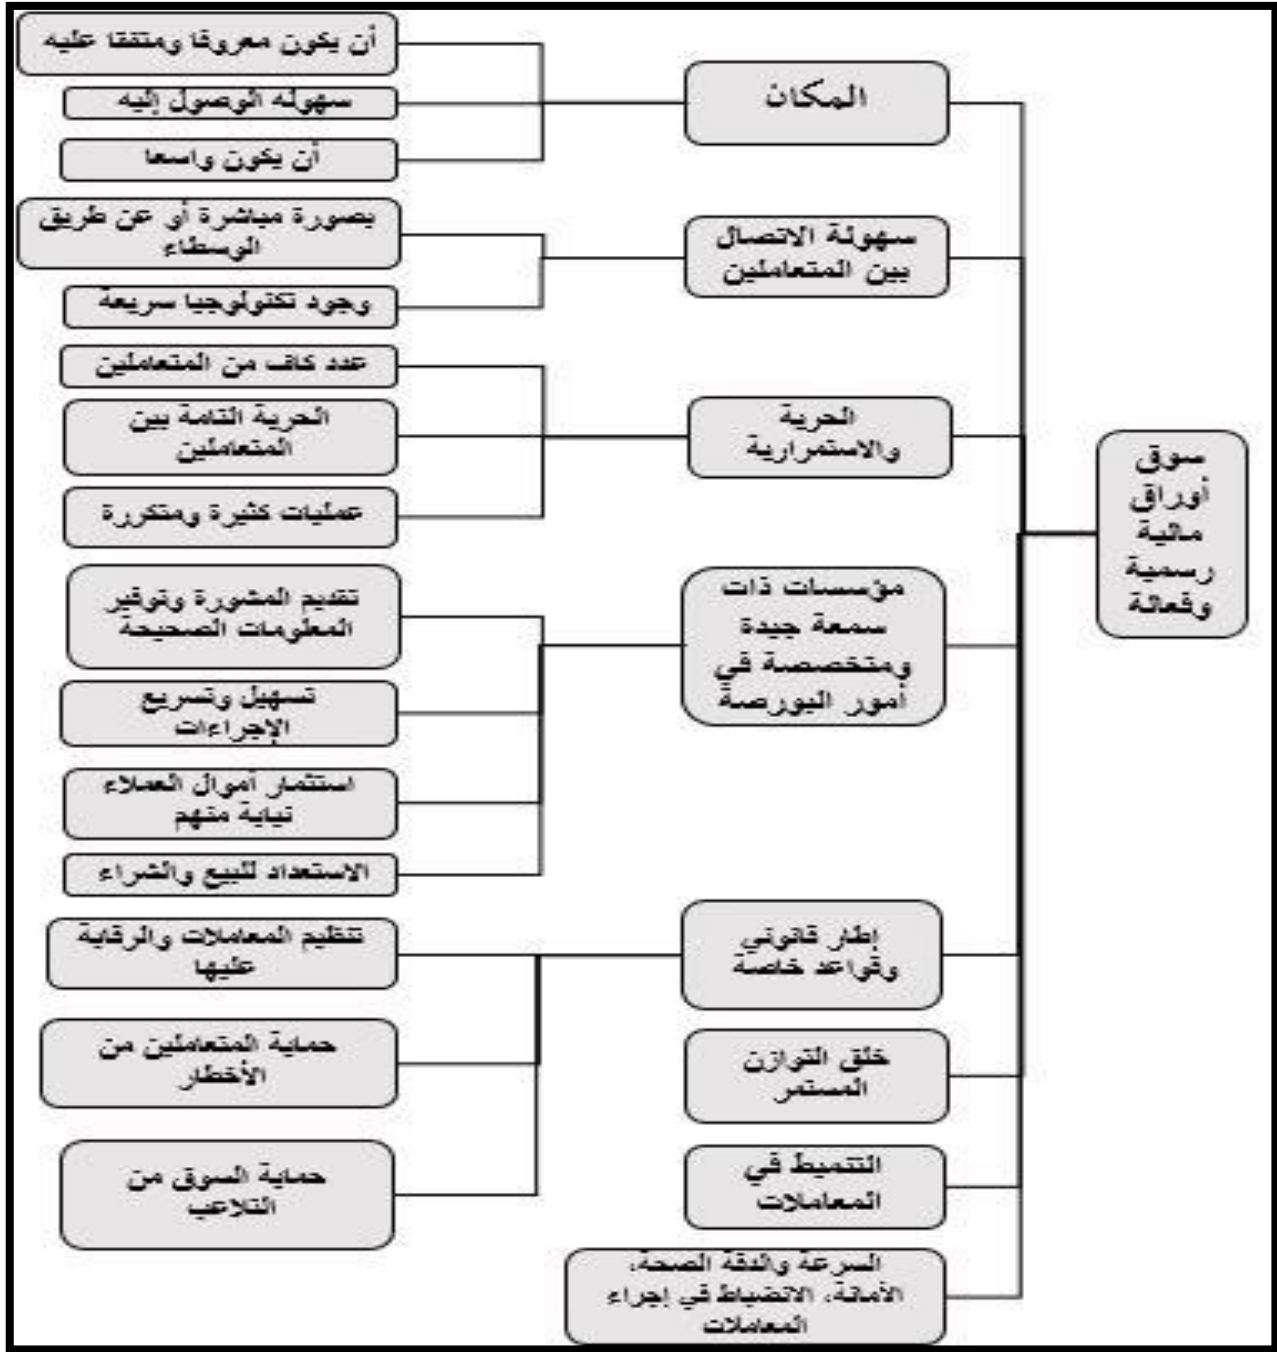 سوق
أوراق
مالية
رسمية
وفعالة
المكان
أن يكون معروفا ومتفقا عليه
سهوله الوصول إليه
أن يكون واسعا
سهولة الاتصال
بين المتعاملين
بصورة مباشرة أو عن طريق
الوسطاء
وجود تكنولوجيا سريعة
الحرية
والاستمرارية
عدد كاف من المتعاملين
الحرية التامة بين
المتعاملين
عمليات كثيرة ومتكررة
مؤسسات ذات
سمعة جيدة
ومتخصصة في
أمور البورصة
تقديم المشورة وتوفير
المعلومات الصحيحة
تسهيل وتسريع
الإجراءات
استثمار أموال العملاء
نيابة منهم
الاستعداد للبيع والشراء
إطار قانوني
وقواعد خاصة
تنظيم المعاملات والرقابة
عليها
حماية المتعاملين من
الأخطار
حماية السوق من
التلاعب
خلق التوازن
المستمر
التنميط في
المعاملات
السرعة والدقة الصحة،
الأمانة، الانضباط في إجراء
المعاملات